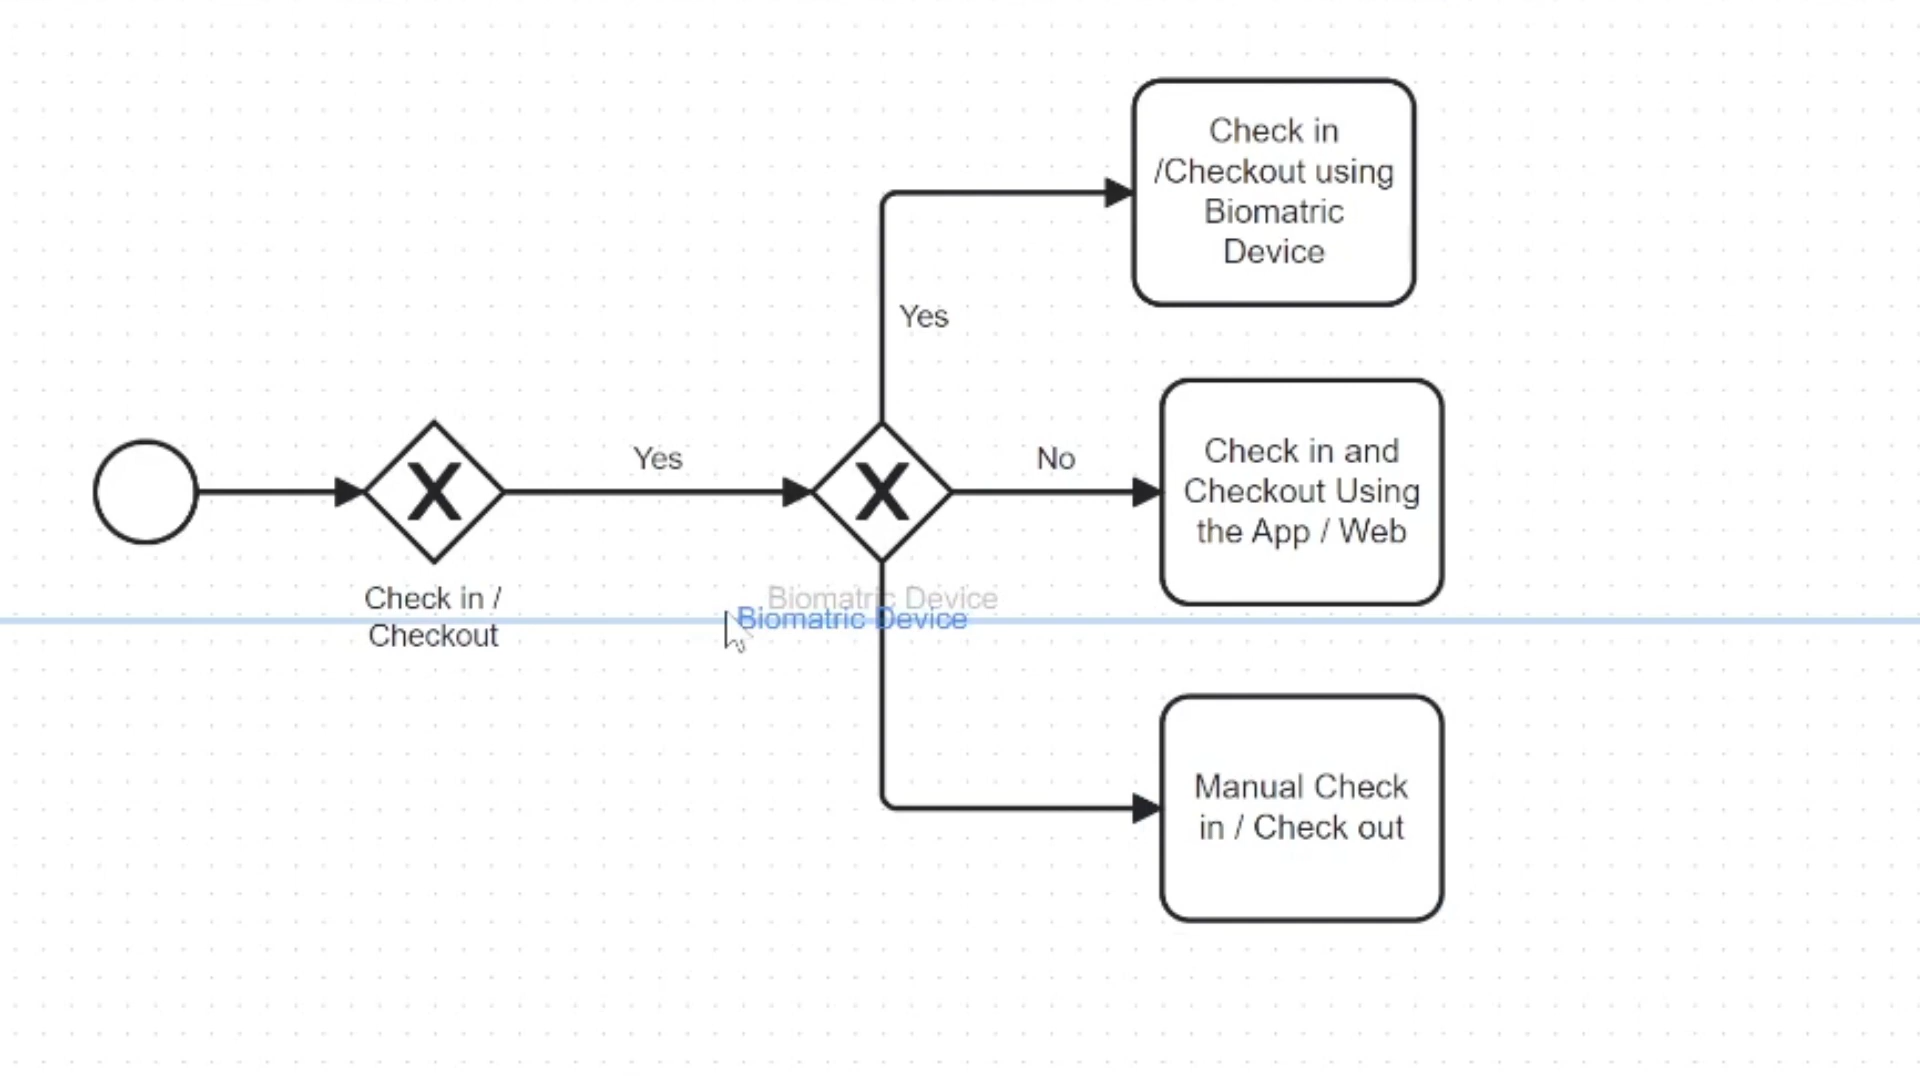 Check in
/Checkout using
Biomatric
Device
Yes
Yes
No
Check in and
Checkout Using
the App / Web
Check in /
Checkout
Biomatric Device
Biomatric Device
Manual Check
in / Check out